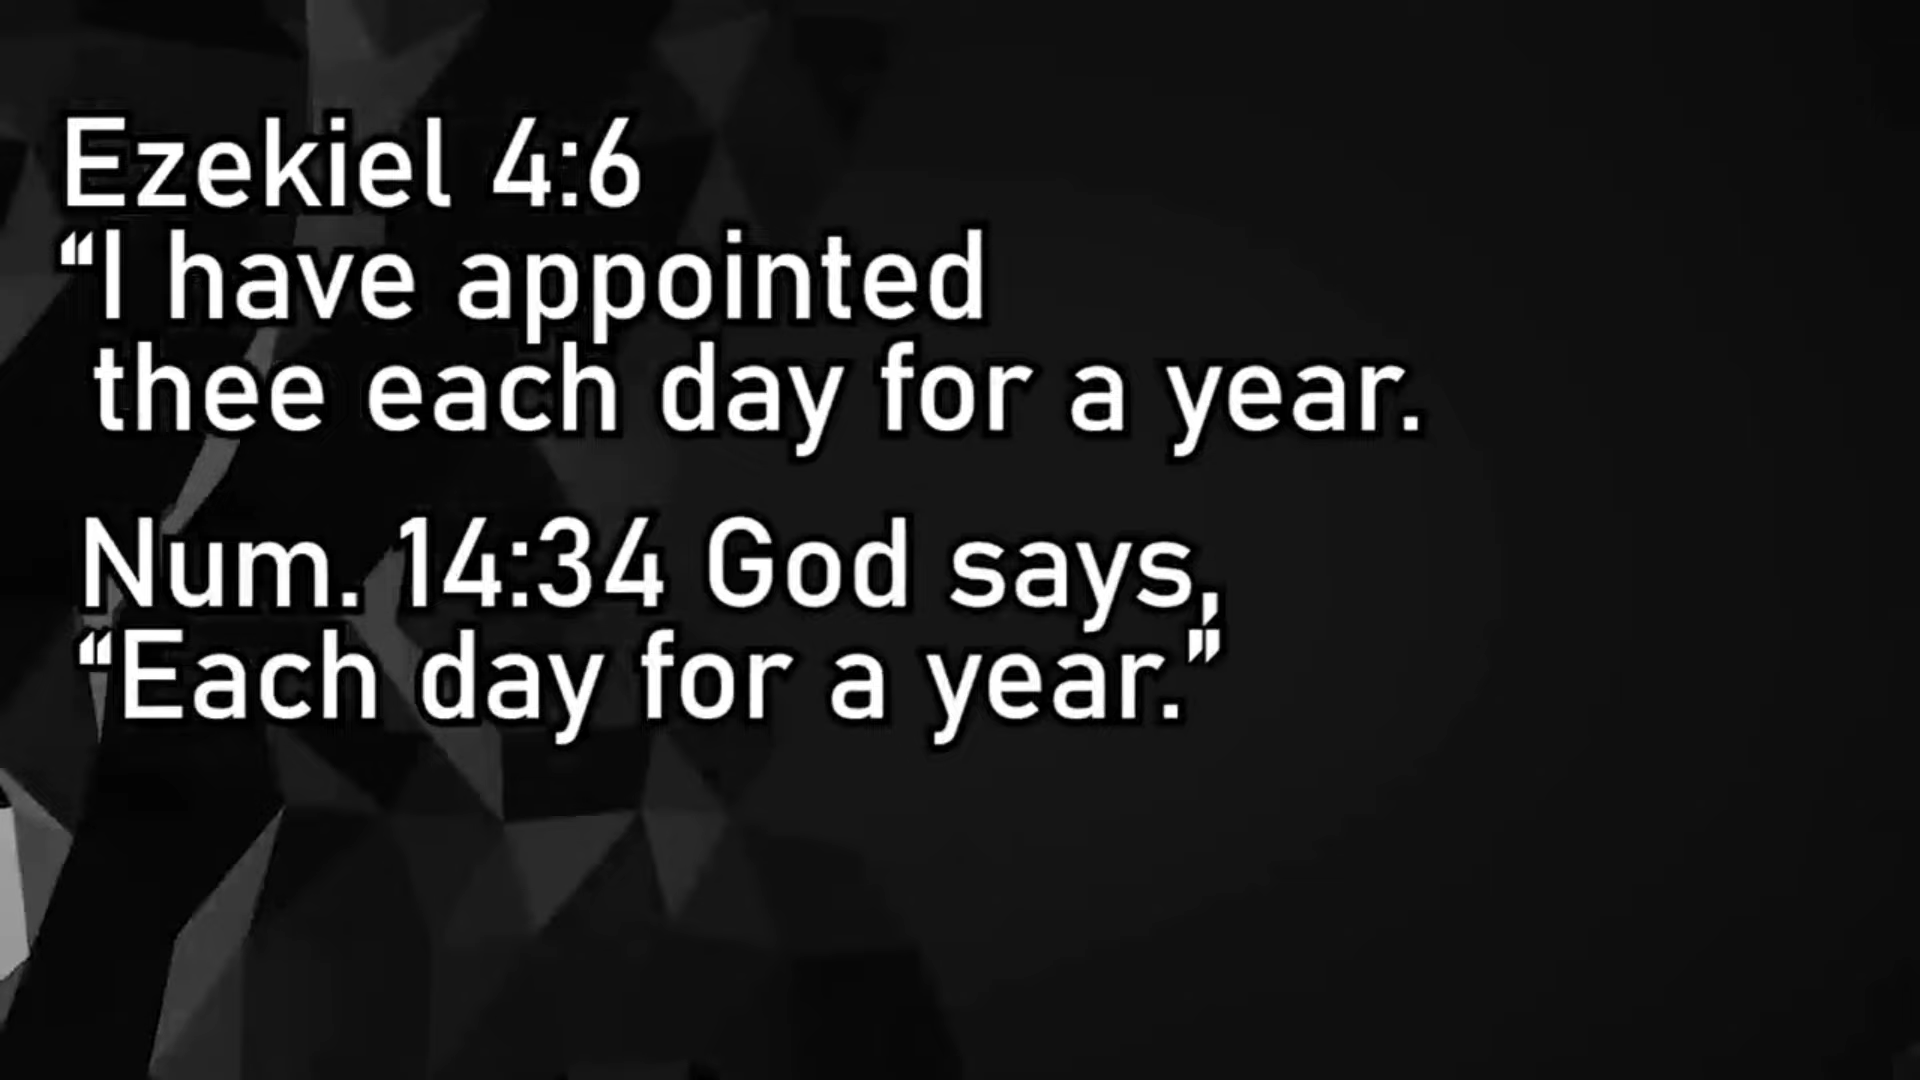 Ezekiel 4:6
“I have appointed
thee each day for a year.
Num. 14:34 God says,
“Each day for a year.”